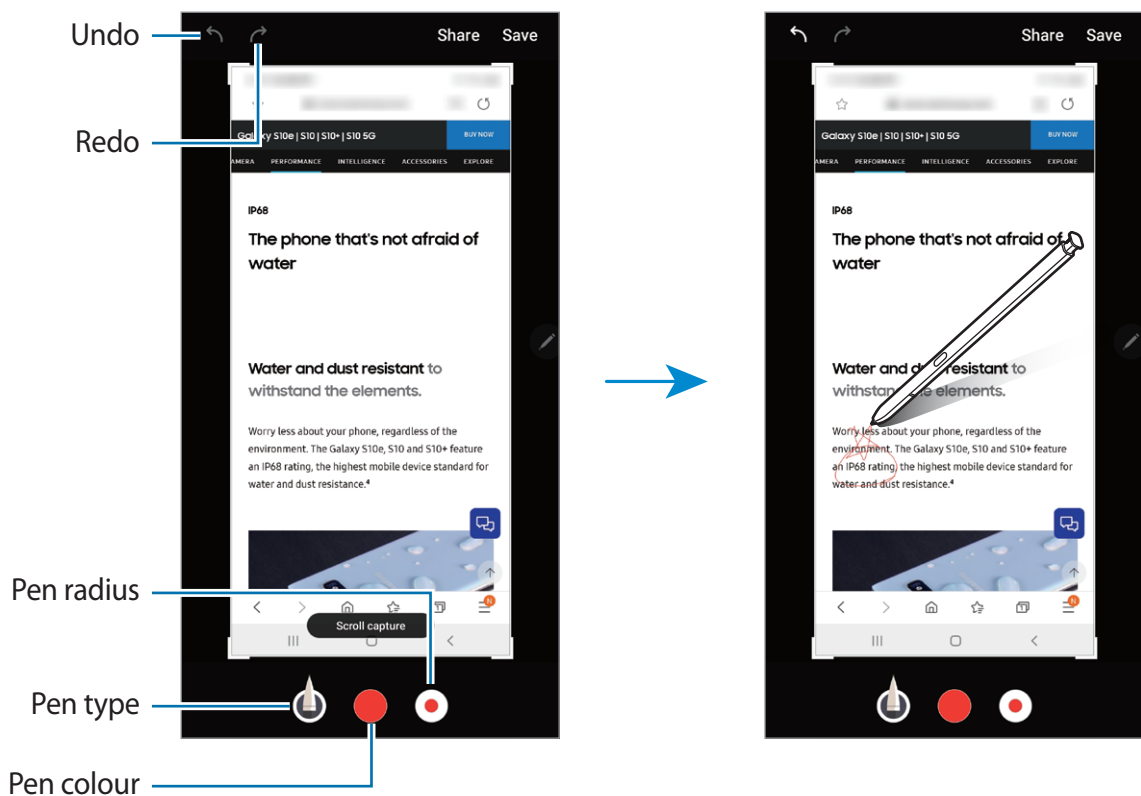 Undo
Redo
Pen radius
Pen type
Pen colour
Share Save
Galaxy S10e | S10 | S10+ | S10 5G BUY NOW
AMERA PERFORMANCE INTELLIGENCE ACCESSORIES EXPLORE
IP68
The phone that's not afraid of
water
Water and dust resistant to
withstand the elements.
Worry less about your phone, regardless of the
environment. The Galaxy S10e, S10 and S10+ feature
an IP68 rating, the highest mobile device standard for
water and dust resistance.⁴
N
Scroll capture
Share Save
Galaxy S10e | S10 | S10+ | S10 5G BUY NOW
AMERA PERFORMANCE INTELLIGENCE ACCESSORIES EXPLORE
IP68
The phone that's not afraid of
water
Water and dust resistant to
withstand the elements.
Worry less about your phone, regardless of the
environment. The Galaxy S10e, S10 and S10+ feature
an IP68 rating, the highest mobile device standard for
water and dust resistance.⁴
N